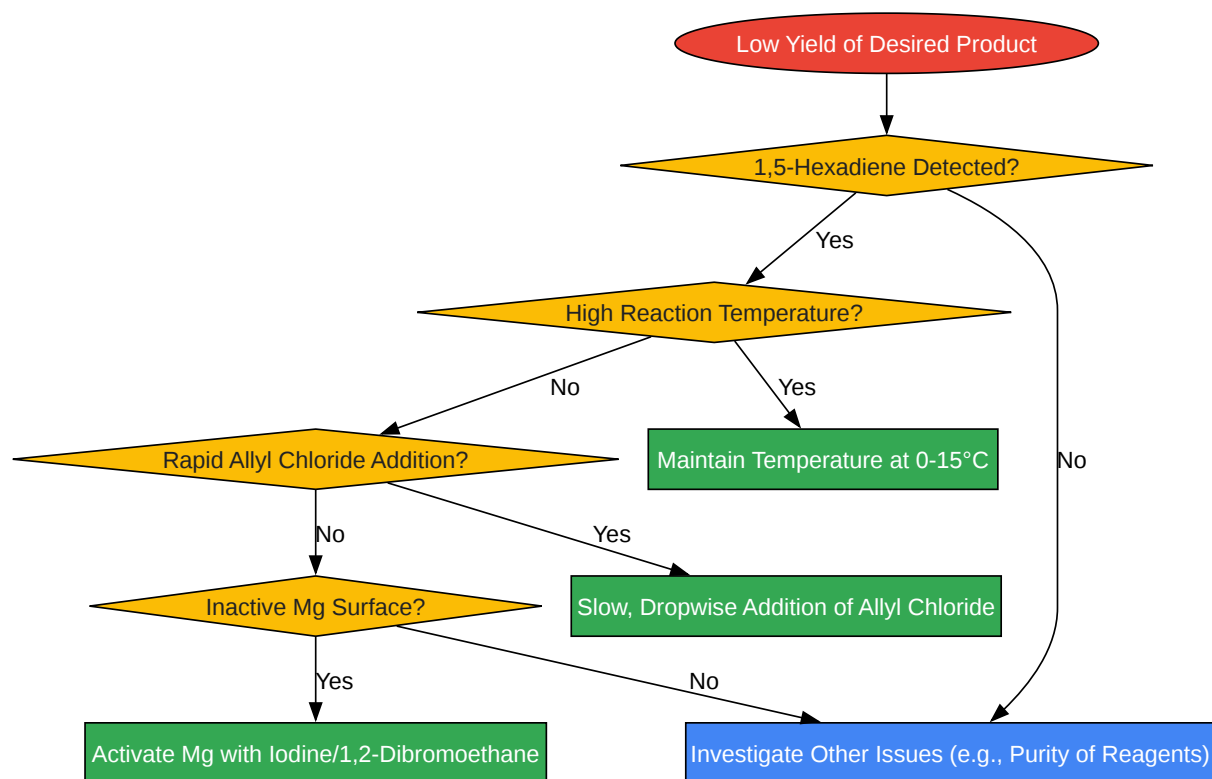 Low Yield of Desired Product
1,5-Hexadiene Detected?
Yes
High Reaction Temperature?
No
Yes
Rapid Allyl Chloride Addition?
Maintain Temperature at 0-15°C
No
No
Yes
Inactive Mg Surface?
Slow, Dropwise Addition of Allyl Chloride
Yes
No
Activate Mg with Iodine/1,2-Dibromoethane
Investigate Other Issues (e.g., Purity of Reagents)